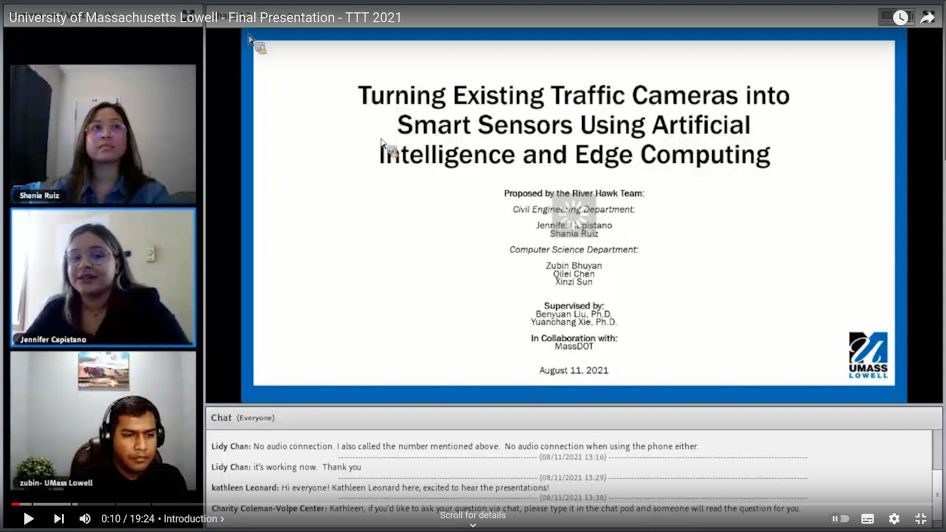 University of Massachusetts Lowell - Final Presentation - TTT 2021
Shania Ruiz
Jennifer Capistano
zubin- UMass Lowell
Turning Existing Traffic Cameras into
Smart Sensors Using Artificial
Intelligence and Edge Computing
Proposed by the River Hawk Team:
Civil Engineering Department:
Jennifer Capistano
Shania Ruiz
Computer Science Department:
Zubin Bhuyan
Qilei Chen
Xinzi Sun
Supervised by:
Benyuan Liu, Ph.D.
Yuanchang Xie, Ph.D.
In Collaboration with:
MassDOT
August 11, 2021
UMASS
LOWELL
Chat (Everyone)
Lidy Chan: No audio connection. I also called the number mentioned above. No audio connection when using the phone either.
(08/11/2021 13:16)
Lidy Chan: it's working now. Thank you
(08/11/2021 13:29)
kathleen Leonard: Hi everyone! Kathleen Leonard here, excited to hear the presentations!
(08/11/2021 13:38)
Charity Coleman-Volpe Center: Kathleen, if you'd like to ask your question via chat, please type it in the chat pod and someone will read the question for you.
0:10 / 19:24 • Introduction >
Scroll for details